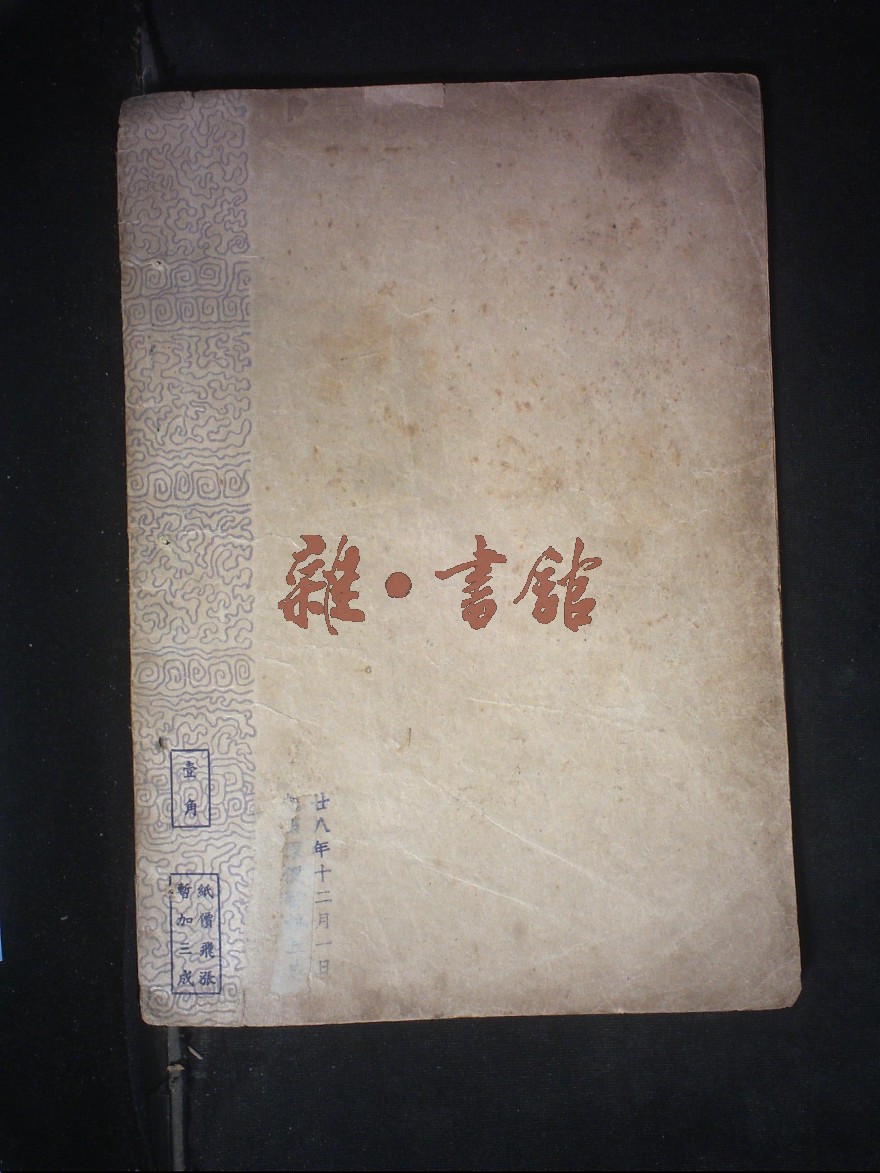 雜·書館
壹角
紙價飛漲
暫加三成
廿八年十二月一日